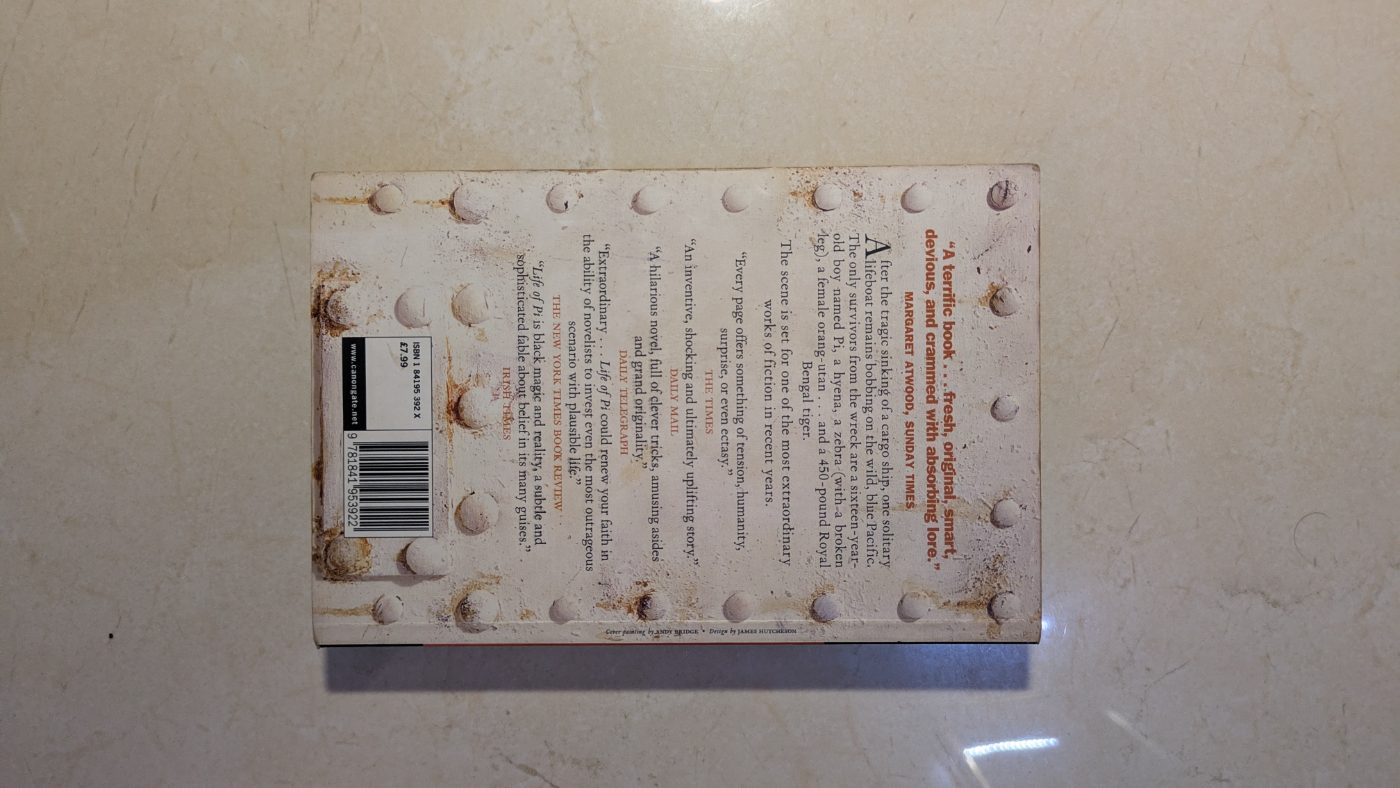 “A terrific book . . . fresh, original, smart,
devious, and crammed with absorbing lore.”
MARGARET ATWOOD, SUNDAY TIMES
After the tragic sinking of a cargo ship, one solitary
lifeboat remains bobbing on the wild, blue Pacific.
The only survivors from the wreck are a sixteen-year-
old boy named Pi, a hyena, a zebra (with a broken
leg), a female orang-utan . . . and a 450-pound Royal
Bengal tiger.
The scene is set for one of the most extraordinary
works of fiction in recent years.
“Every page offers something of tension, humanity,
surprise, or even ectasy.”
THE TIMES
“An inventive, shocking and ultimately uplifting story.”
DAILY MAIL
“A hilarious novel, full of clever tricks, amusing asides
and grand originality.”
DAILY TELEGRAPH
“Extraordinary . . . Life of Pi could renew your faith in
the ability of novelists to invest even the most outrageous
scenario with plausible life.”
THE NEW YORK TIMES BOOK REVIEW
“Life of Pi is black magic and reality, a subtle and
sophisticated fable about belief in its many guises.”
IRISH TIMES
ISBN 1 84195 392 X
£7.99
www.canongate.net
9 781841 953922
Cover painting by ANDY BRIDGE • Design by JAMES HUTCHESON